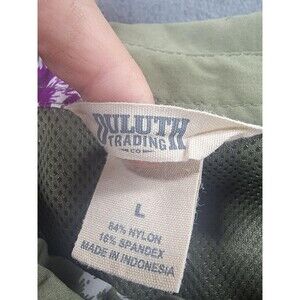 DULUTH
TRADING
CO
L
84% NYLON
16% SPANDEX
MADE IN INDONESIA